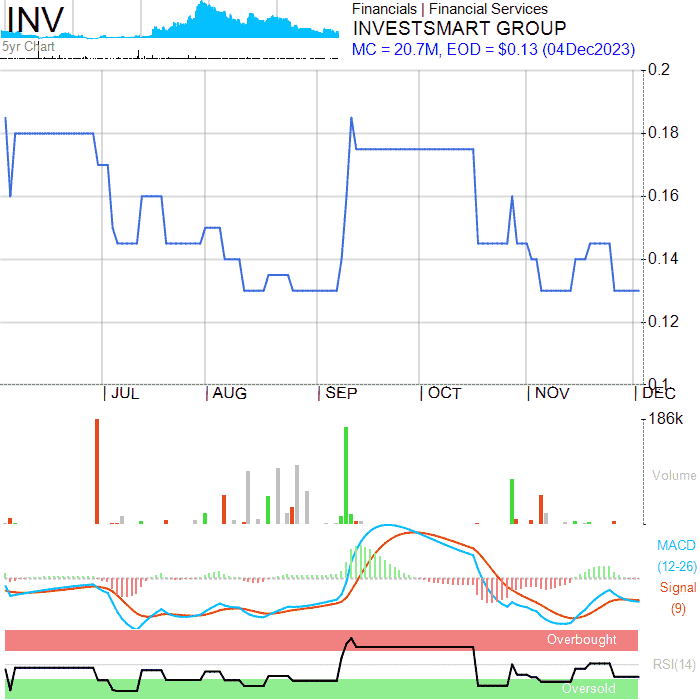 INV
5yr Chart
Financials | Financial Services
INVESTSMART GROUP
MC = 20.7M, EOD = $0.13 (04Dec2023)
0.2
0.18
0.16
0.14
0.12
0.1
JUL
AUG
SEP
OCT
NOV
DEC
186k
Volume
MACD
(12-26)
Signal
(9)
Overbought
RSI(14)
Oversold